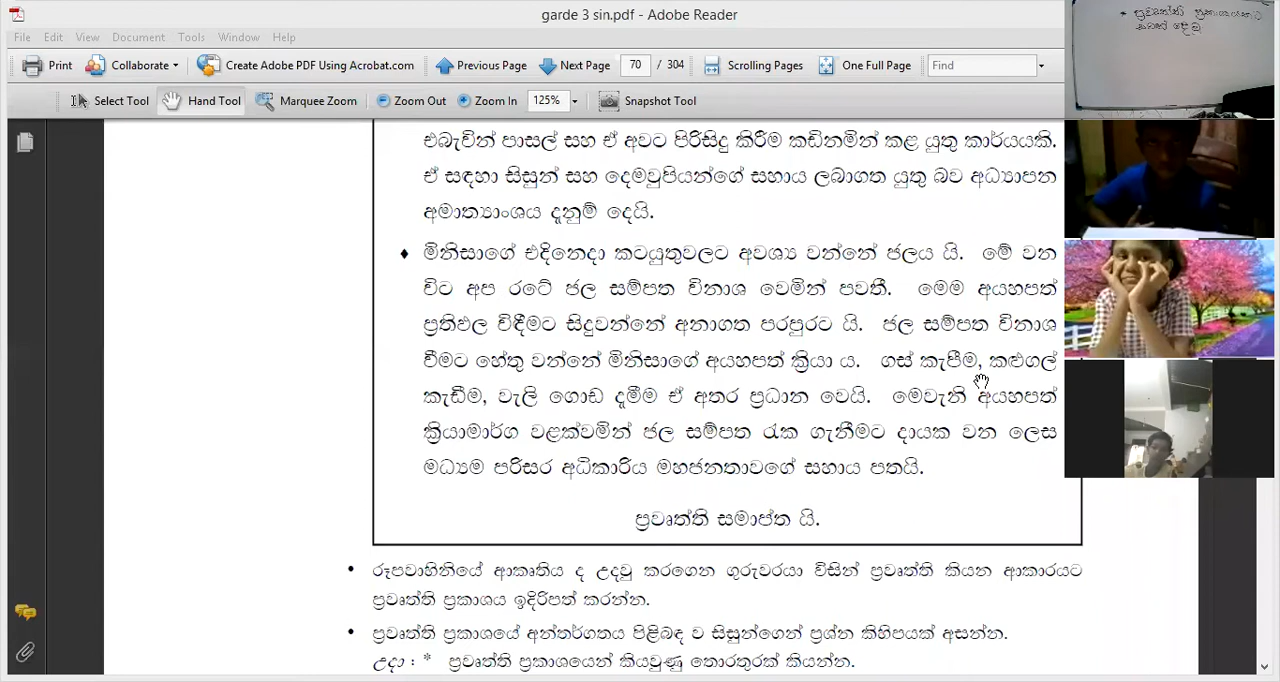 garde 3 sin.pdf - Adobe Reader
File Edit View Document Tools Window Help
Print Collaborate Create Adobe PDF Using Acrobat.com Previous Page Next Page 70 / 304 Scrolling Pages One Full Page Find
Select Tool Hand Tool Marquee Zoom Zoom Out Zoom In 125% Snapshot Tool
එබැවින් පාසල් සහ ඒ අවට පිරිසිදු කිරීම කඩිනමින් කළ යුතු කාර්යයකි.
ඒ සඳහා සිසුන් සහ දෙමවුපියන්ගේ සහාය ලබාගත යුතු බව අධ්‍යාපන
අමාත්‍යාංශය දැනුම් දෙයි.
♦ මිනිසාගේ එදිනෙදා කටයුතුවලට අවශ්‍ය වන්නේ ජලය යි. මේ වන
විට අප රටේ ජල සම්පත විනාශ වෙමින් පවතී. මෙම අයහපත්
ප්‍රතිඵල විඳීමට සිදුවන්නේ අනාගත පරපුරට යි. ජල සම්පත විනාශ
වීමට හේතු වන්නේ මිනිසාගේ අයහපත් ක්‍රියා ය. ගස් කැපීම, කළුගල්
කැඩීම, වැලි ගොඩ දැමීම ඒ අතර ප්‍රධාන වෙයි. මෙවැනි අයහපත්
ක්‍රියාමාර්ග වළක්වමින් ජල සම්පත රැක ගැනීමට දායක වන ලෙස
මධ්‍යම පරිසර අධිකාරිය මහජනතාවගේ සහාය පතයි.
ප්‍රවෘත්ති සමාප්ත යි.
• රූපවාහිනියේ ආකෘතිය ද උදවු කරගෙන ගුරුවරයා විසින් ප්‍රවෘත්ති කියන ආකාරයට
ප්‍රවෘත්ති ප්‍රකාශය ඉදිරිපත් කරන්න.
• ප්‍රවෘත්ති ප්‍රකාශයේ අන්තර්ගතය පිළිබඳ ව සිසුන්ගෙන් ප්‍රශ්න කිහිපයක් අසන්න.
උදා : * ප්‍රවෘත්ති ප්‍රකාශයෙන් කියවුණු තොරතුරක් කියන්න.